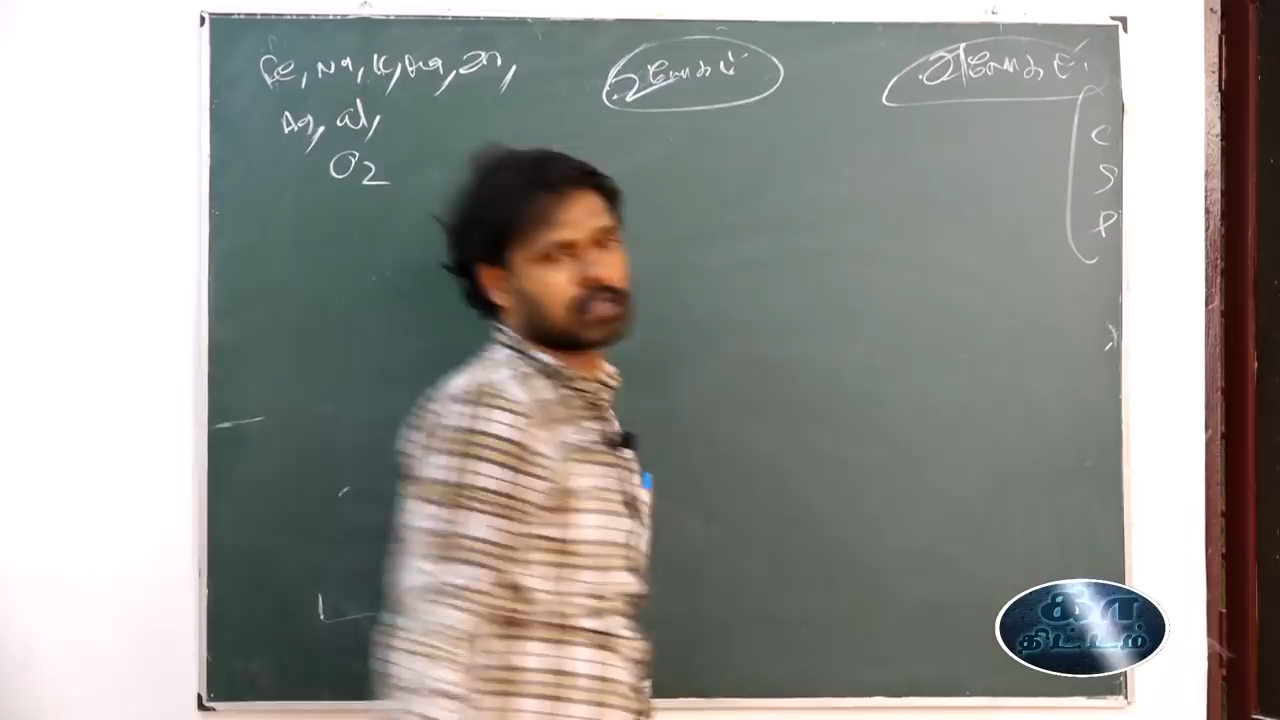 Fe, Na, K, Mg, Zn,
Ag, Al,
O2
உலோகம்
அலோகம்
C
S
P
திட்டம்